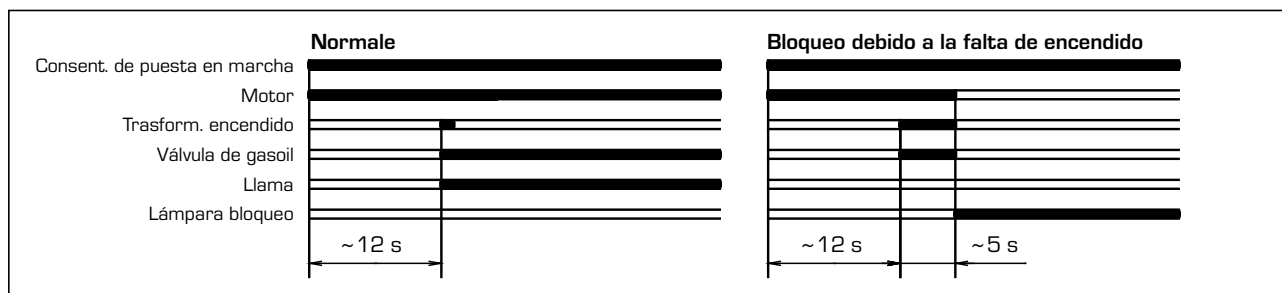 Normale
Bloqueo debido a la falta de encendido
Consent. de puesta en marcha
Motor
Trasform. encendido
Válvula de gasoil
Llama
Lámpara bloqueo
~12 s
~12 s
~5 s